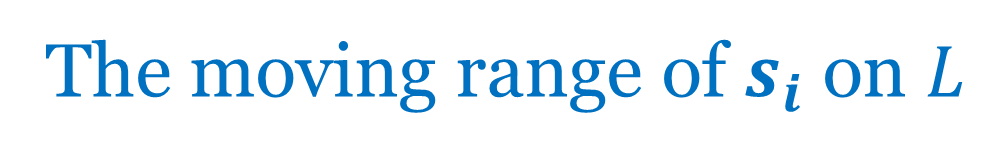 The moving range of s_i on L